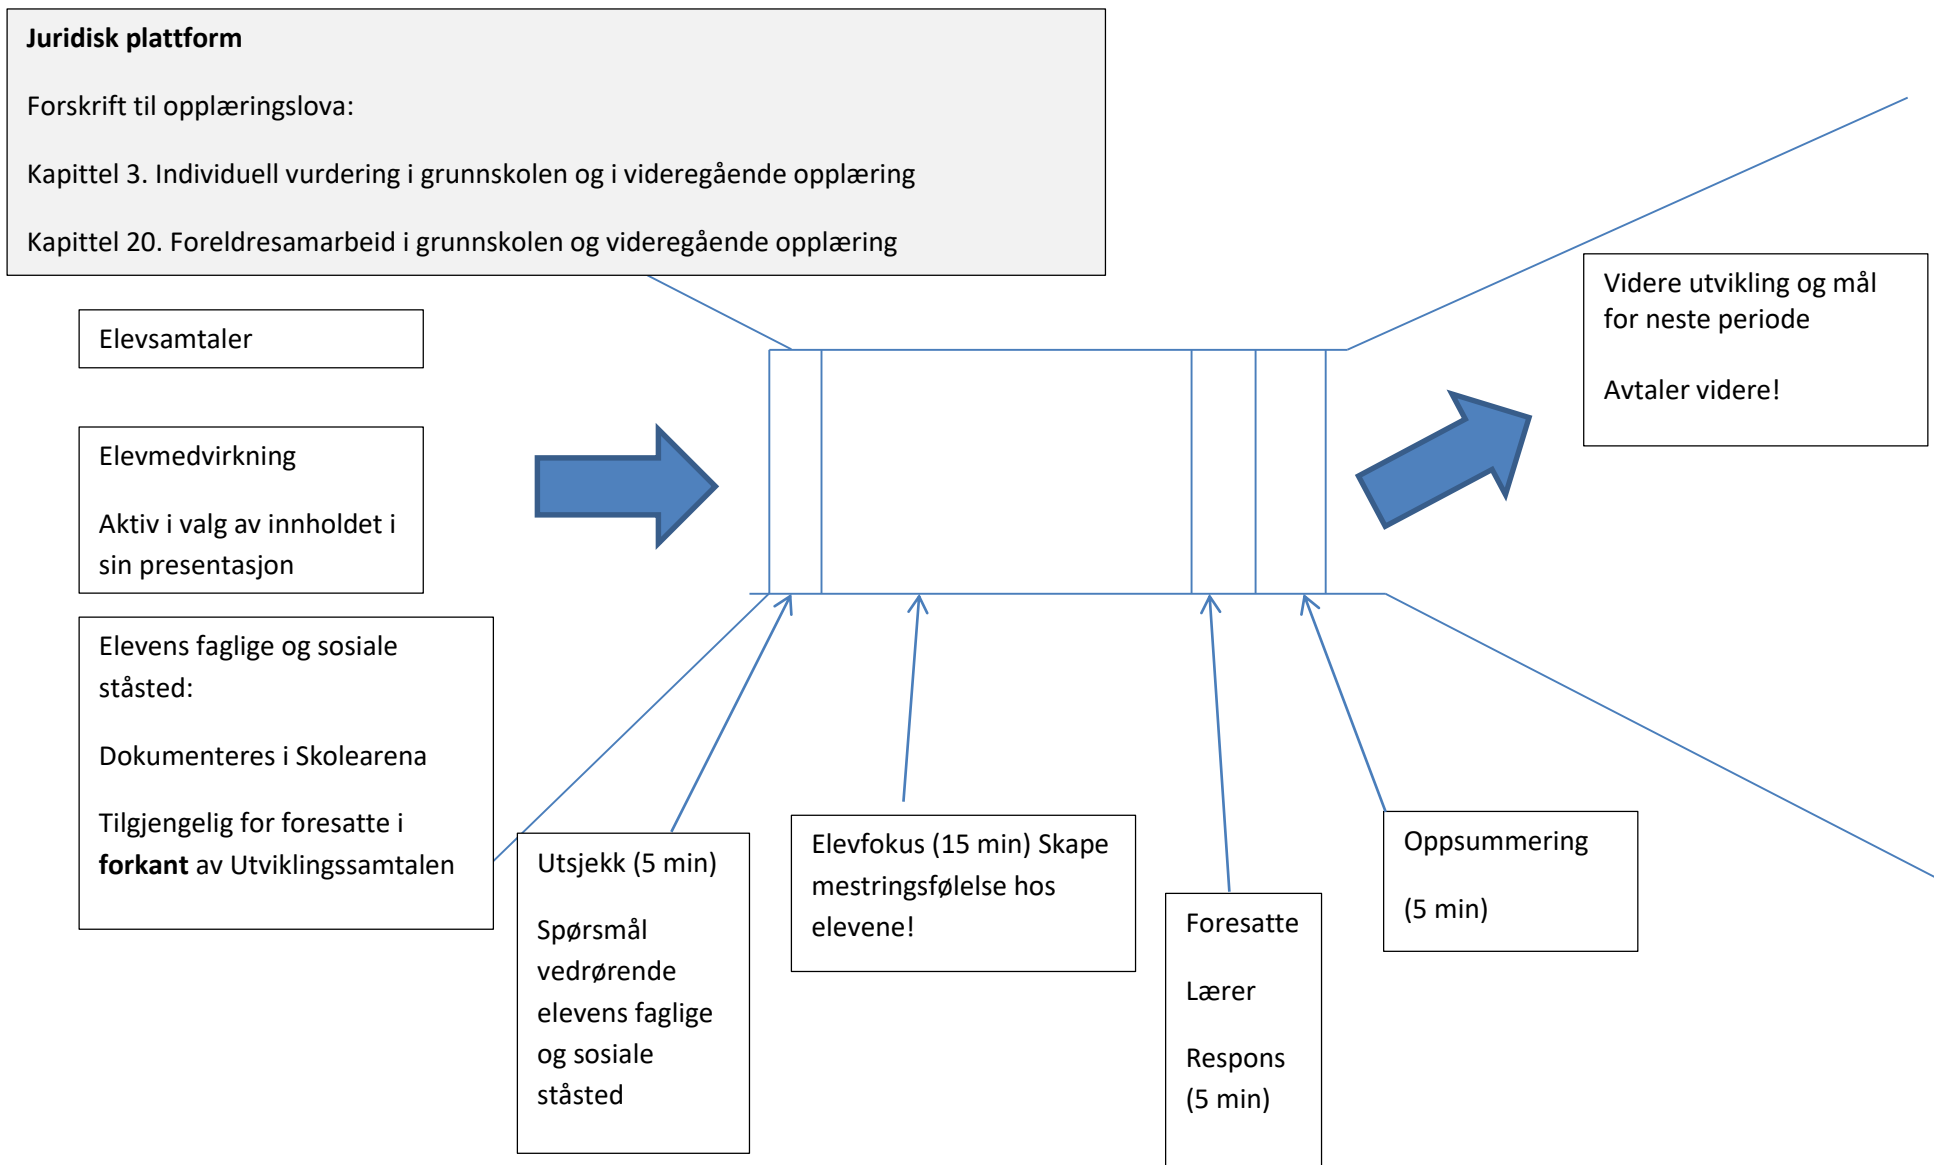 Juridisk plattform
Forskrift til opplæringslova:
Kapittel 3. Individuell vurdering i grunnskolen og i videregående opplæring
Kapittel 20. Foreldresamarbeid i grunnskolen og videregående opplæring
Elevsamtaler
Elevmedvirkning
Aktiv i valg av innholdet i
sin presentasjon
Elevens faglige og sosiale
ståsted:
Dokumenteres i Skolearena
Tilgjengelig for foresatte i
forkant av Utviklingssamtalen
Utsjekk (5 min)
Spørsmål
vedrørende
elevens faglige
og sosiale
ståsted
Elevfokus (15 min) Skape
mestringsfølelse hos
elevene!
Foresatte
Lærer
Respons
(5 min)
Oppsummering
(5 min)
Videre utvikling og mål
for neste periode
Avtaler videre!